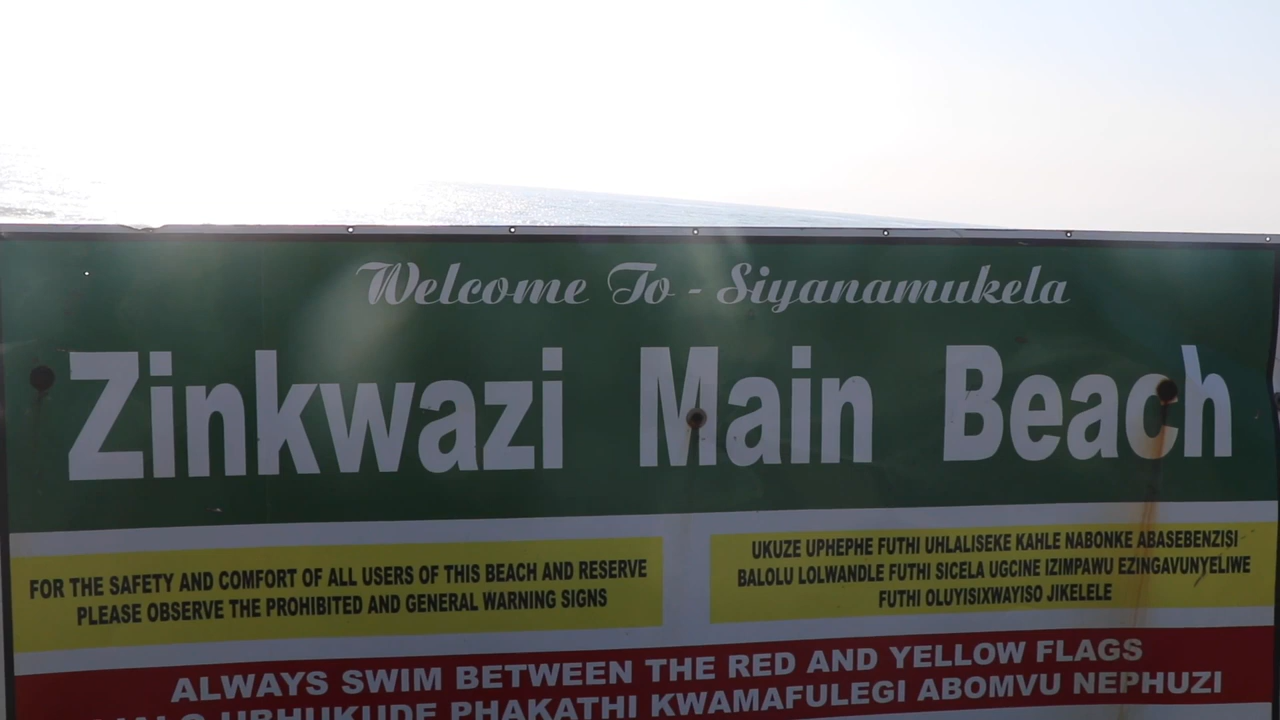 Welcome To - Siyanamukela
Zinkwazi Main Beach
FOR THE SAFETY AND COMFORT OF ALL USERS OF THIS BEACH AND RESERVE
PLEASE OBSERVE THE PROHIBITED AND GENERAL WARNING SIGNS
UKUZE UPHEPHE FUTHI UHLALISEKE KAHLE NABONKE ABASEBENZISI
BALOLU LOLWANDLE FUTHI SICELA UGCINE IZIMPAWU EZINGAVUNYELIWE
FUTHI OLUYISIXWAYISO JIKELELE
ALWAYS SWIM BETWEEN THE RED AND YELLOW FLAGS
UBHUKUDE PHAKATHI KWAMAFULEGI ABOMVU NEPHUZI